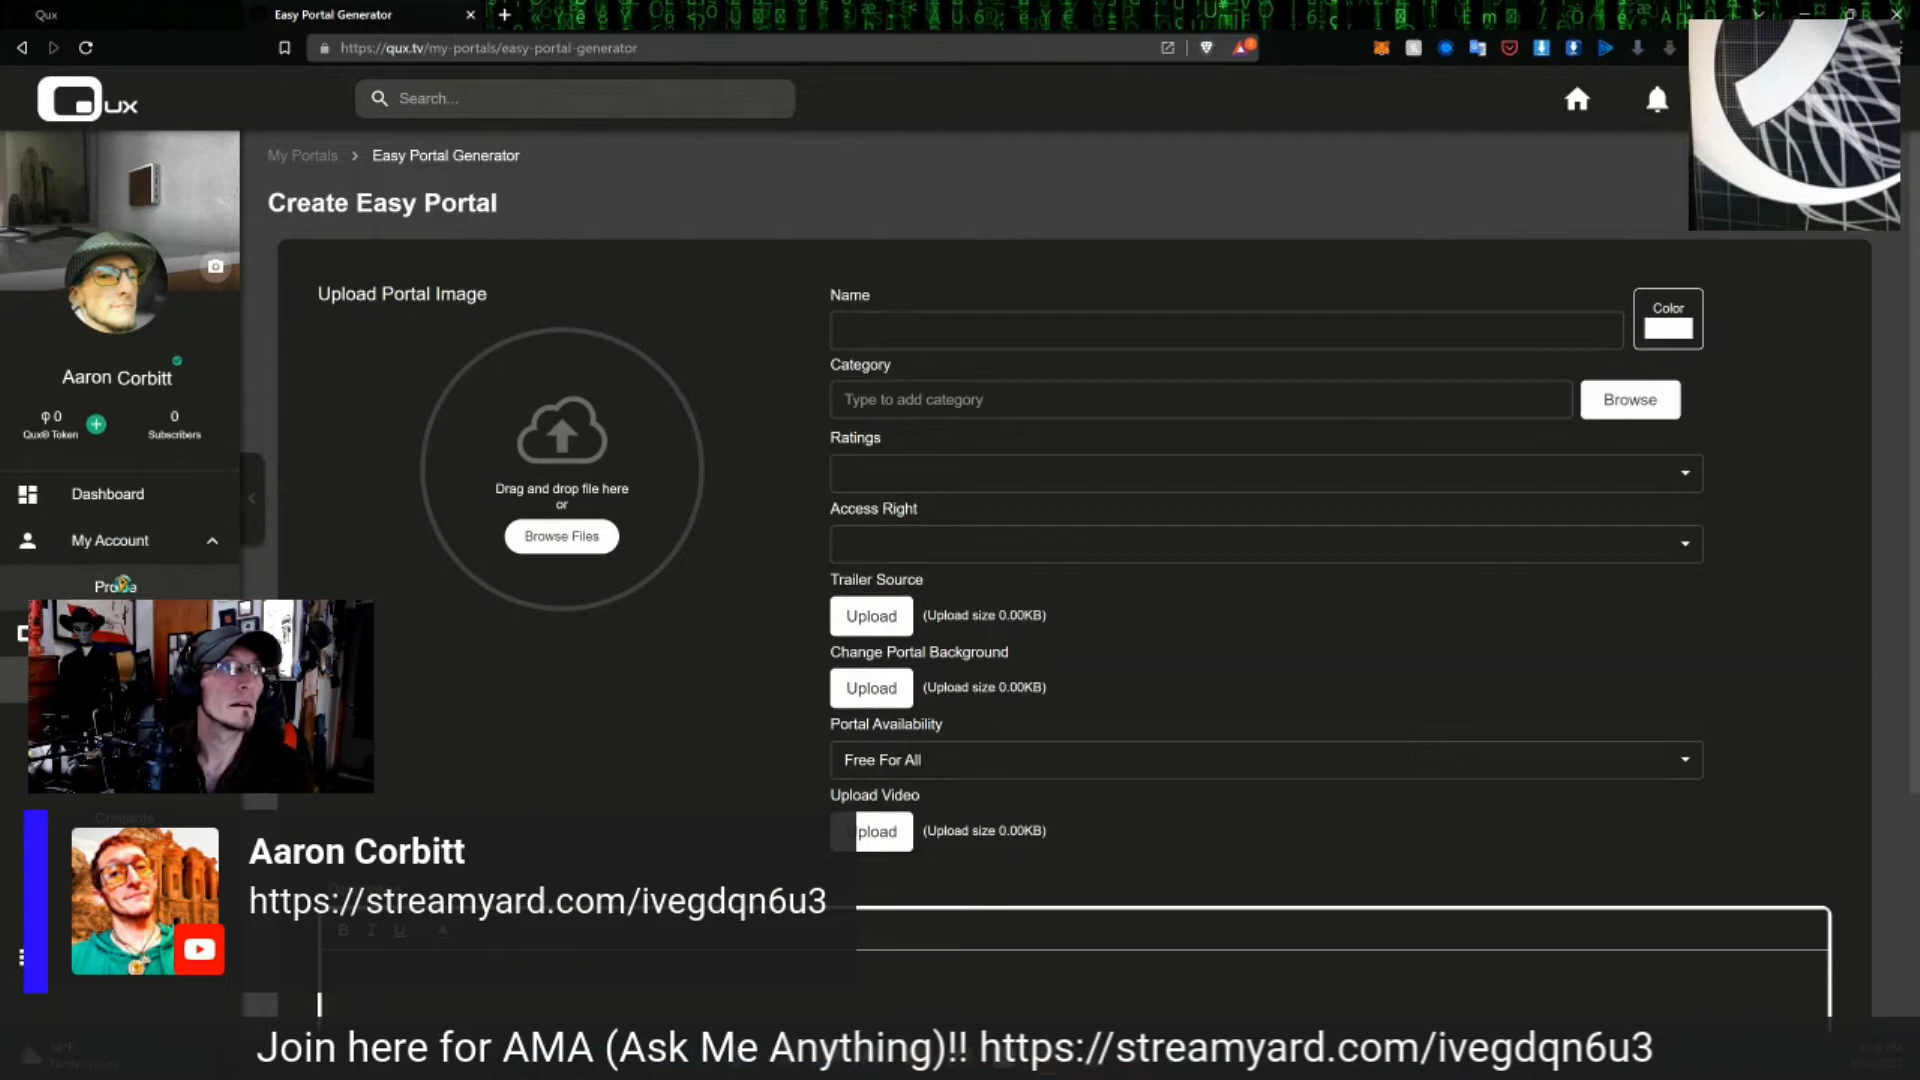 Qux
Easy Portal Generator
https://qux.tv/my-portals/easy-portal-generator
Qux
Search...
My Portals > Easy Portal Generator
Create Easy Portal
Upload Portal Image
Drag and drop file here
or
Browse Files
Name
Color
Category
Type to add category
Browse
Ratings
Access Right
Trailer Source
Upload (Upload size 0.00KB)
Change Portal Background
Upload (Upload size 0.00KB)
Portal Availability
Free For All
Upload Video
Upload (Upload size 0.00KB)
B I U A
Aaron Corbitt
φ 0
Qux® Token
0
Subscribers
Dashboard
My Account
Profile
Aaron Corbitt
https://streamyard.com/ivegdqn6u3
Join here for AMA (Ask Me Anything)!! https://streamyard.com/ivegdqn6u3